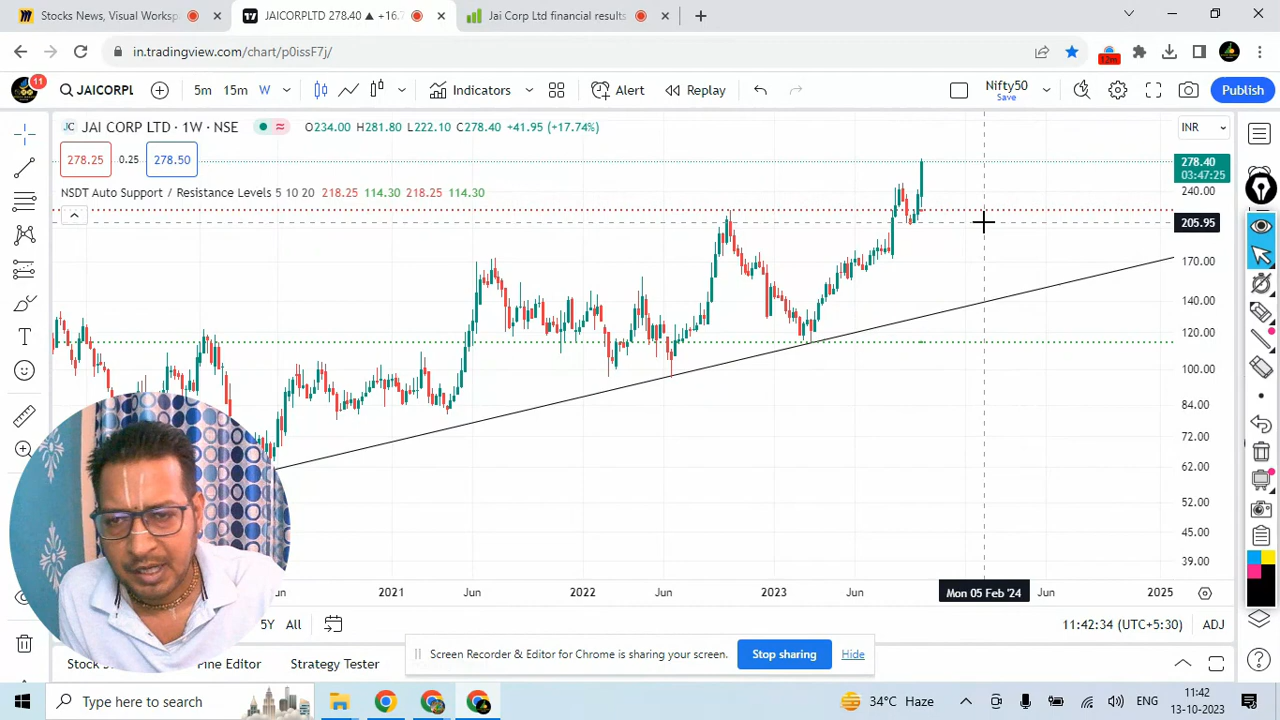 Stocks News, Visual Worksp
JAICORPLTD 278.40 ▲ +16.7
Jai Corp Ltd financial results
in.tradingview.com/chart/p0issF7j/
12m
11
JAICORPL
5m
15m
W
Indicators
Alert
Replay
Nifty50
Save
Publish
JAI CORP LTD · 1W · NSE
O234.00 H281.80 L222.10 C278.40 +41.95 (+17.74%)
INR
278.25
0.25
278.50
278.40
03:47:25
NSDT Auto Support / Resistance Levels 5 10 20 218.25 114.30 218.25 114.30
240.00
205.95
170.00
140.00
120.00
100.00
84.00
72.00
62.00
52.00
45.00
39.00
2021
Jun
2022
Jun
2023
Jun
Mon 05 Feb '24
Jun
2025
5Y
All
11:42:34 (UTC+5:30)
ADJ
Screen Recorder & Editor for Chrome is sharing your screen.
Stop sharing
Hide
Stock
Pine Editor
Strategy Tester
Type here to search
34°C Haze
ENG
11:42
13-10-2023